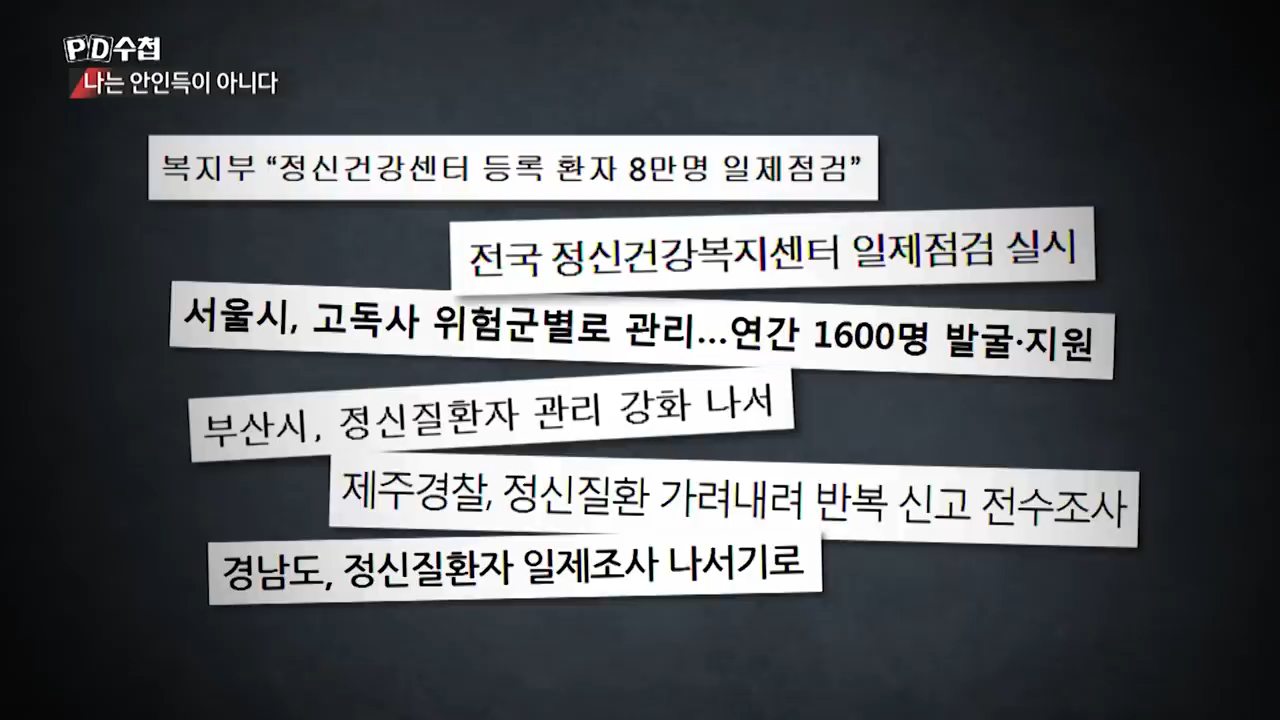 PD수첩
나는 안인득이 아니다
복지부 “정신건강센터 등록 환자 8만명 일제점검”
전국 정신건강복지센터 일제점검 실시
서울시, 고독사 위험군별로 관리...연간 1600명 발굴·지원
부산시, 정신질환자 관리 강화 나서
제주경찰, 정신질환 가려내려 반복 신고 전수조사
경남도, 정신질환자 일제조사 나서기로